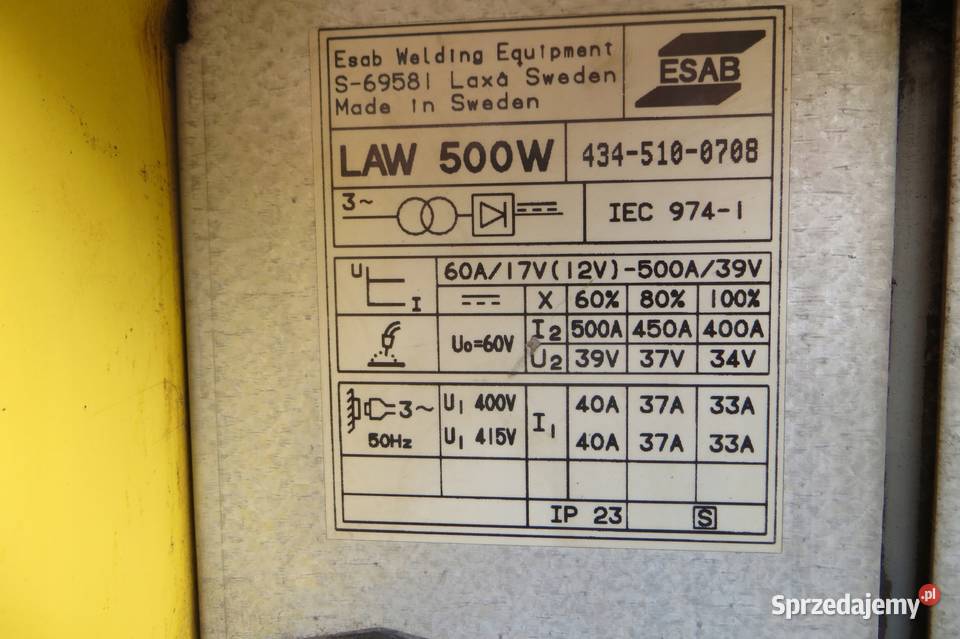 Esab Welding Equipment
S-69581 Laxå Sweden
Made in Sweden
ESAB
LAW 500W
434-510-0708
3~
IEC 974-1
U
I
60A/17V(12V)-500A/39V
X 60% 80% 100%
U₀=60V
I₂ 500A 450A 400A
U₂ 39V 37V 34V
3~
50Hz
U₁ 400V
I₁
40A 37A 33A
U₁ 415V
40A 37A 33A
IP 23
S
Sprzedajemy.pl